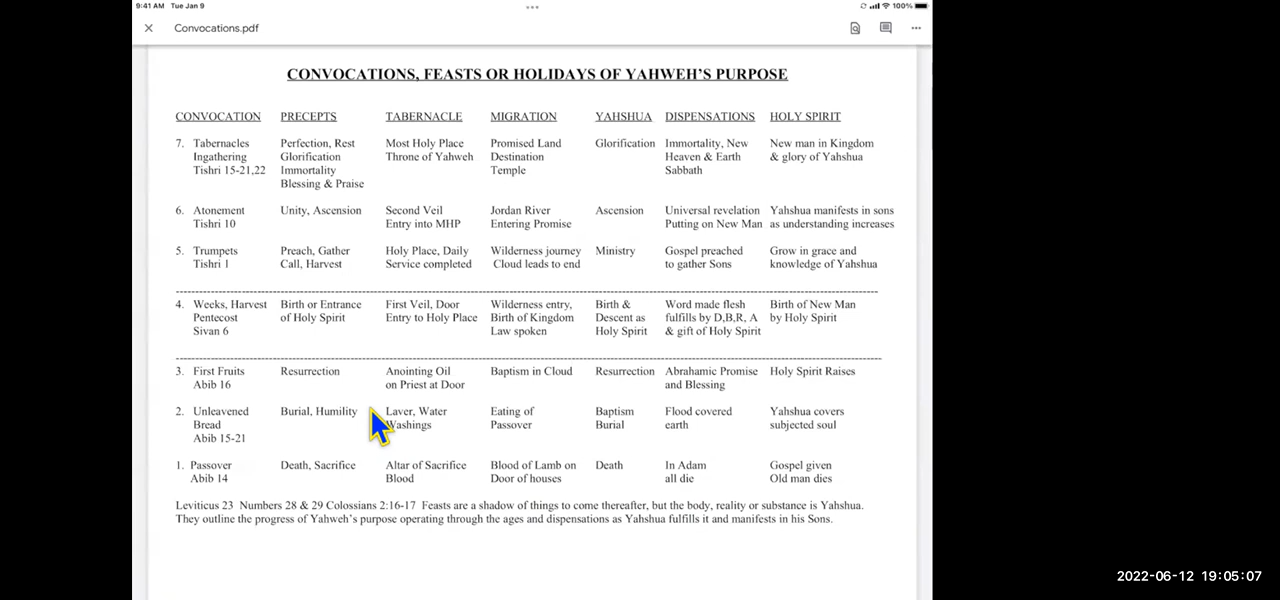 9:41 AM Tue Jan 9
100%
Convocations.pdf
CONVOCATIONS, FEASTS OR HOLIDAYS OF YAHWEH'S PURPOSE
CONVOCATION PRECEPTS TABERNACLE MIGRATION YAHSHUA DISPENSATIONS HOLY SPIRIT
7. Tabernacles Perfection, Rest Most Holy Place Promised Land Glorification Immortality, New New man in Kingdom
Ingathering Glorification Throne of Yahweh Destination Heaven & Earth & glory of Yahshua
Tishri 15-21,22 Immortality Temple Sabbath
Blessing & Praise
6. Atonement Unity, Ascension Second Veil Jordan River Ascension Universal revelation Yahshua manifests in sons
Tishri 10 Entry into MHP Entering Promise Putting on New Man as understanding increases
5. Trumpets Preach, Gather Holy Place, Daily Wilderness journey Ministry Gospel preached Grow in grace and
Tishri 1 Call, Harvest Service completed Cloud leads to end to gather Sons knowledge of Yahshua
4. Weeks, Harvest Birth or Entrance First Veil, Door Wilderness entry, Birth & Word made flesh Birth of New Man
Pentecost of Holy Spirit Entry to Holy Place Birth of Kingdom Descent as fulfills by D,B,R, A by Holy Spirit
Sivan 6 Law spoken Holy Spirit & gift of Holy Spirit
3. First Fruits Resurrection Anointing Oil Baptism in Cloud Resurrection Abrahamic Promise Holy Spirit Raises
Abib 16 on Priest at Door and Blessing
2. Unleavened Burial, Humility Laver, Water Eating of Baptism Flood covered Yahshua covers
Bread Washings Passover Burial earth subjected soul
Abib 15-21
1. Passover Death, Sacrifice Altar of Sacrifice Blood of Lamb on Death In Adam Gospel given
Abib 14 Blood Door of houses all die Old man dies
Leviticus 23 Numbers 28 & 29 Colossians 2:16-17 Feasts are a shadow of things to come thereafter, but the body, reality or substance is Yahshua.
They outline the progress of Yahweh's purpose operating through the ages and dispensations as Yahshua fulfills it and manifests in his Sons.
2022-06-12 19:05:07